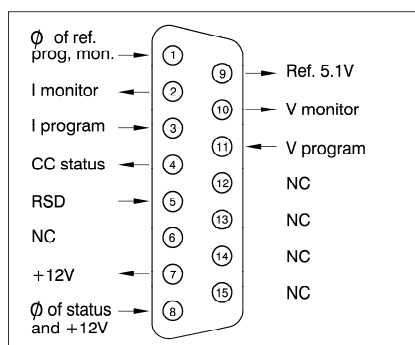 Ø of ref.
prog, mon.
1
I monitor
2
I program
3
CC status
4
RSD
5
NC
6
+12V
7
Ø of status
and +12V
8
9
Ref. 5.1V
10
V monitor
11
V program
12
NC
13
NC
14
NC
15
NC